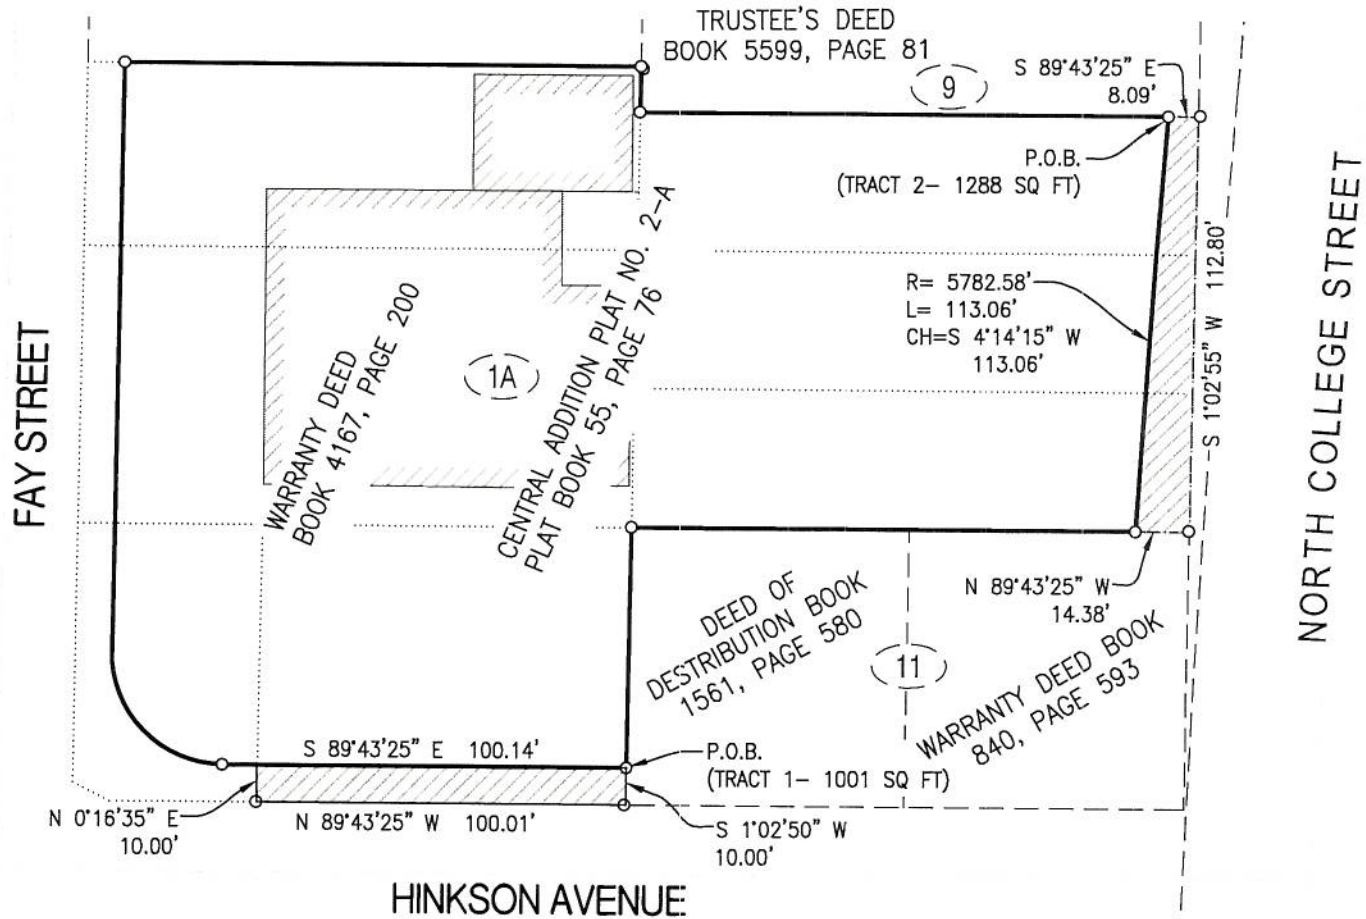 TRUSTEE'S DEED
BOOK 5599, PAGE 81
9
S 89°43'25" E
8.09'
P.O.B.
(TRACT 2- 1288 SQ FT)
R= 5782.58'
L= 113.06'
CH=S 4°14'15" W
113.06'
S 1°02'55" W 112.80'
NORTH COLLEGE STREET
FAY STREET
WARRANTY DEED
BOOK 4167, PAGE 200
1A
CENTRAL ADDITION PLAT NO. 2-A
PLAT BOOK 55, PAGE 76
N 89°43'25" W
14.38'
DEED OF
DESTRIBUTION BOOK
1561, PAGE 580
11
WARRANTY DEED BOOK
840, PAGE 593
S 89°43'25" E 100.14'
P.O.B.
(TRACT 1- 1001 SQ FT)
N 0°16'35" E
10.00'
N 89°43'25" W 100.01'
S 1°02'50" W
10.00'
HINKSON AVENUE